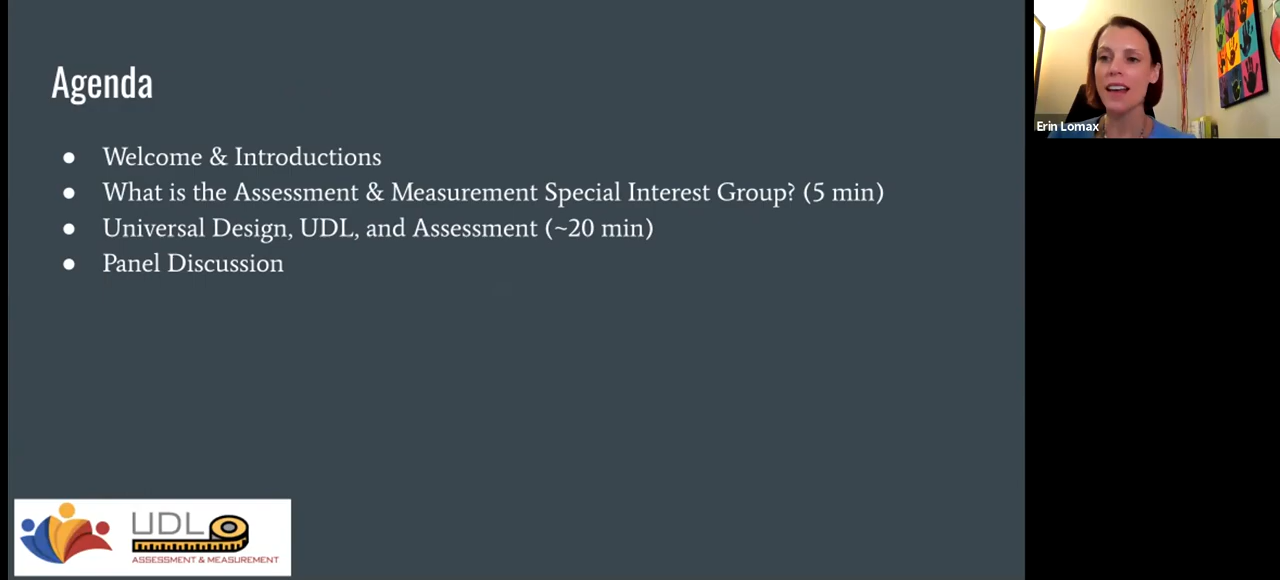 Agenda
● Welcome & Introductions
● What is the Assessment & Measurement Special Interest Group? (5 min)
● Universal Design, UDL, and Assessment (~20 min)
● Panel Discussion
UDL
ASSESSMENT & MEASUREMENT
Erin Lomax